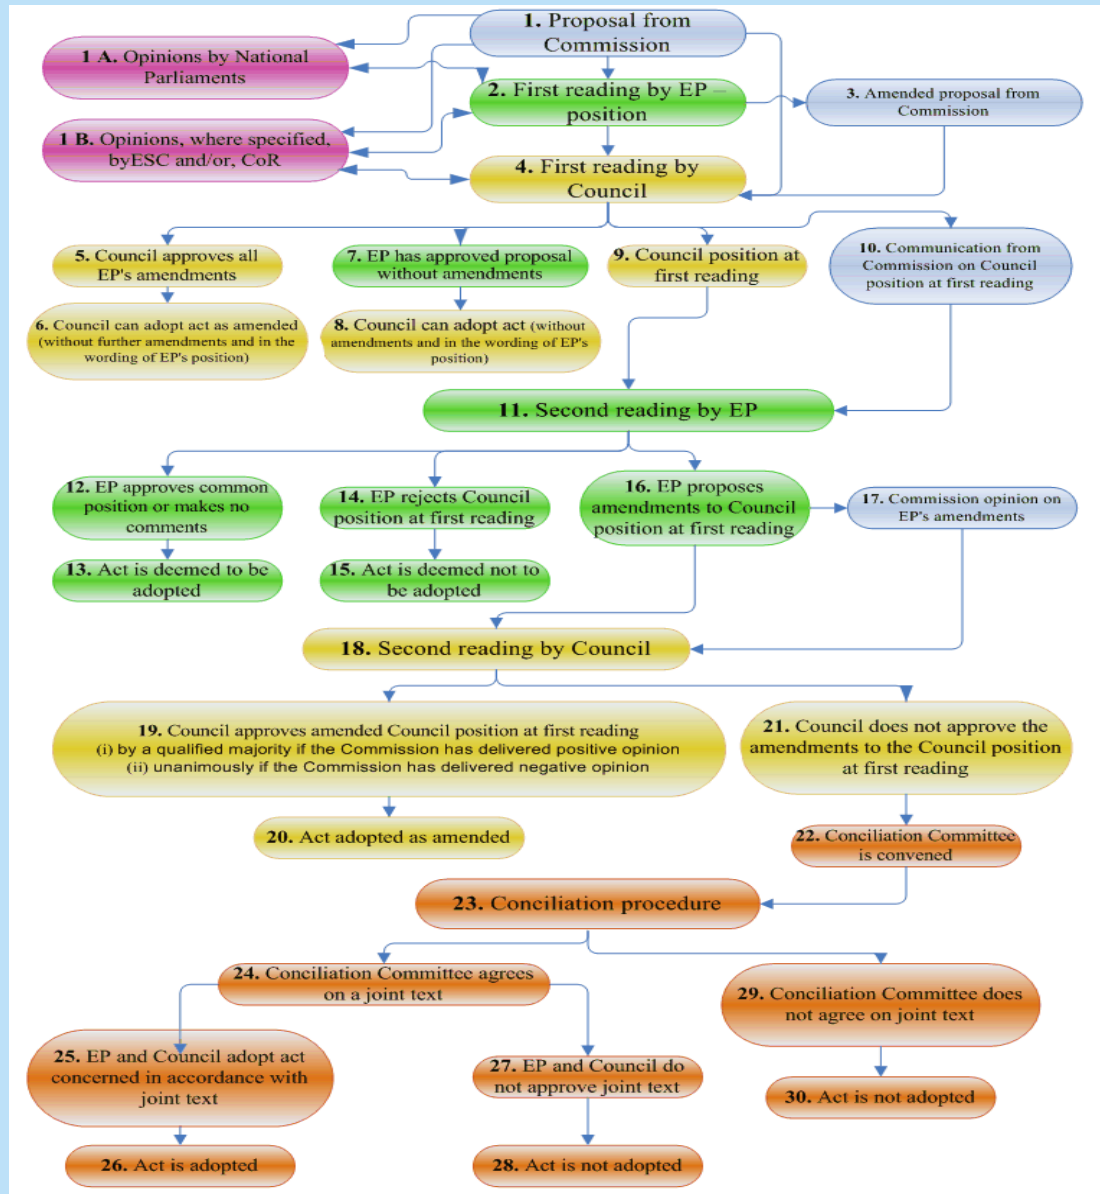 1. Proposal from
Commission
1 A. Opinions by National
Parliaments
2. First reading by EP –
position
3. Amended proposal from
Commission
1 B. Opinions, where specified,
byESC and/or, CoR
4. First reading by
Council
5. Council approves all
EP's amendments
7. EP has approved proposal
without amendments
9. Council position at
first reading
10. Communication from
Commission on Council
position at first reading
6. Council can adopt act as amended
(without further amendments and in the
wording of EP's position)
8. Council can adopt act (without
amendments and in the wording of EP's
position)
11. Second reading by EP
12. EP approves common
position or makes no
comments
14. EP rejects Council
position at first reading
16. EP proposes
amendments to Council
position at first reading
17. Commission opinion on
EP's amendments
13. Act is deemed to be
adopted
15. Act is deemed not to
be adopted
18. Second reading by Council
19. Council approves amended Council position at first reading
(i) by a qualified majority if the Commission has delivered positive opinion
(ii) unanimously if the Commission has delivered negative opinion
21. Council does not approve the
amendments to the Council position
at first reading
20. Act adopted as amended
22. Conciliation Committee
is convened
23. Conciliation procedure
24. Conciliation Committee agrees
on a joint text
29. Conciliation Committee does
not agree on joint text
25. EP and Council adopt act
concerned in accordance with
joint text
27. EP and Council do
not approve joint text
30. Act is not adopted
26. Act is adopted
28. Act is not adopted